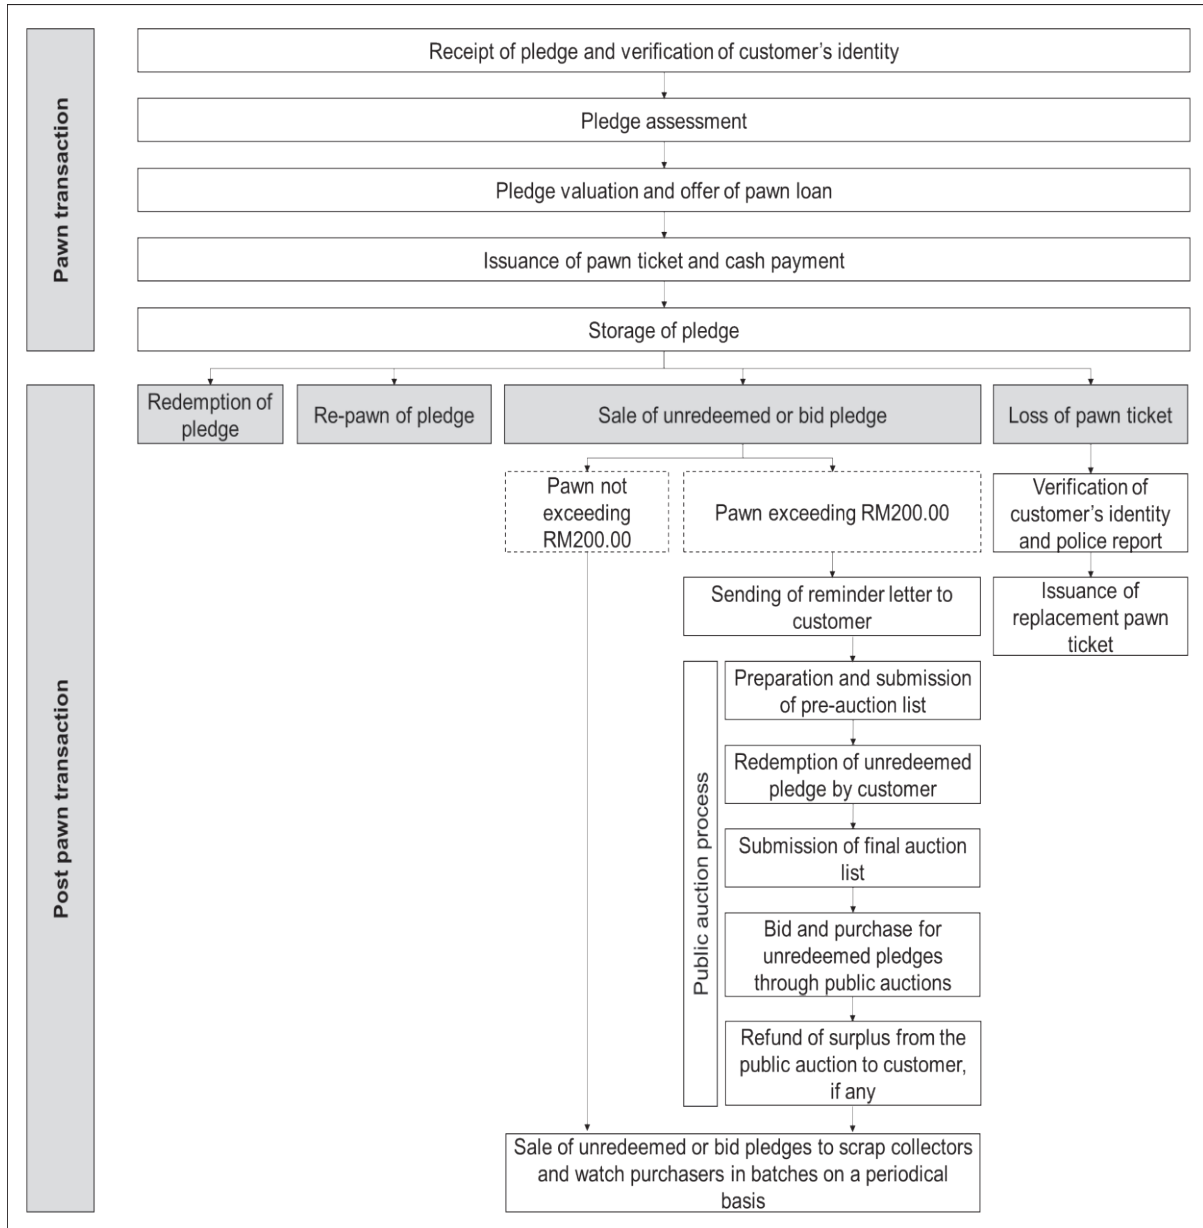 Pawn transaction
Receipt of pledge and verification of customer's identity
Pledge assessment
Pledge valuation and offer of pawn loan
Issuance of pawn ticket and cash payment
Storage of pledge
Post pawn transaction
Redemption of
pledge
Re-pawn of pledge
Sale of unredeemed or bid pledge
Loss of pawn ticket
Pawn not
exceeding
RM200.00
Pawn exceeding RM200.00
Verification of
customer's identity
and police report
Sending of reminder letter to
customer
Issuance of
replacement pawn
ticket
Public auction process
Preparation and submission
of pre-auction list
Redemption of unredeemed
pledge by customer
Submission of final auction
list
Bid and purchase for
unredeemed pledges
through public auctions
Refund of surplus from the
public auction to customer,
if any
Sale of unredeemed or bid pledges to scrap collectors
and watch purchasers in batches on a periodical
basis